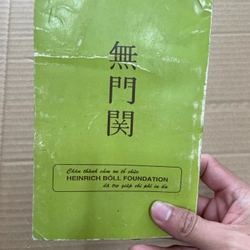 無
門
関
Chân thành cảm ơn tổ chức
HEINRICH BÖLL FOUNDATION
đã trợ giúp chi phí in ấn